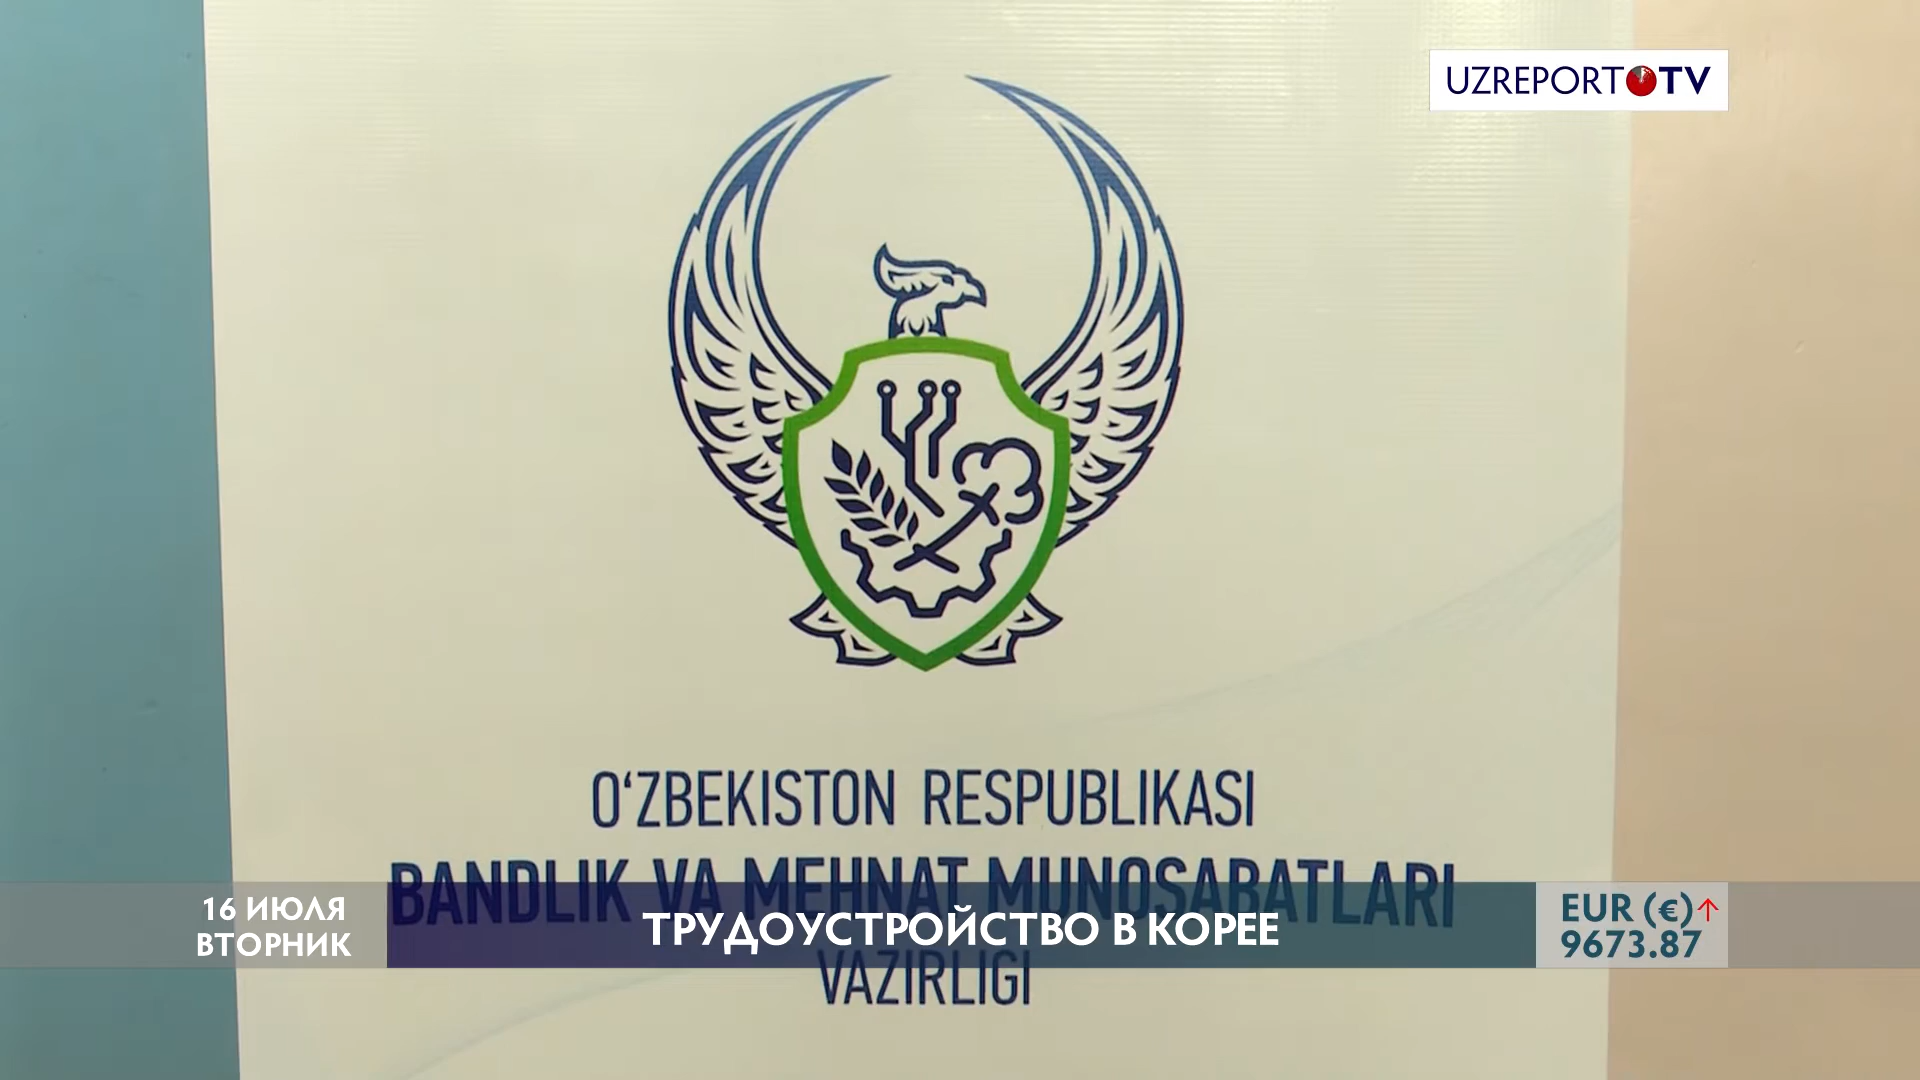 UZREPORT TV
O‘ZBEKISTON RESPUBLIKASI
BANDLIK VA MEHNAT MUNOSABATLARI
VAZIRLIGI
16 ИЮЛЯ
ВТОРНИК
ТРУДОУСТРОЙСТВО В КОРЕЕ
EUR (€)↑
9673.87